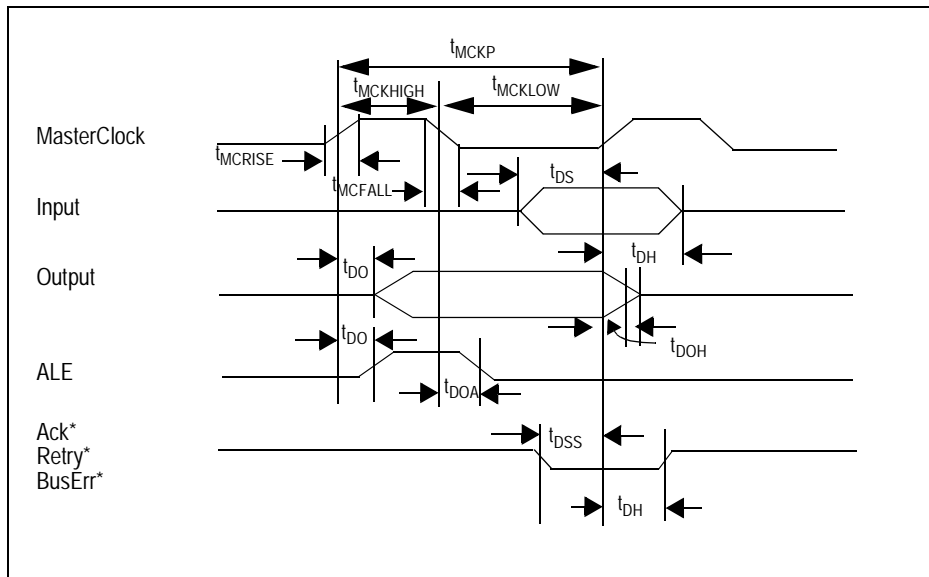 tMCKP
tMCKHIGH
tMCKLOW
MasterClock
tMCRISE
tMCFALL
tDS
Input
tDH
Output
tDO
tDOH
tDO
ALE
tDOA
Ack*
tDSS
Retry*
BusErr*
tDH